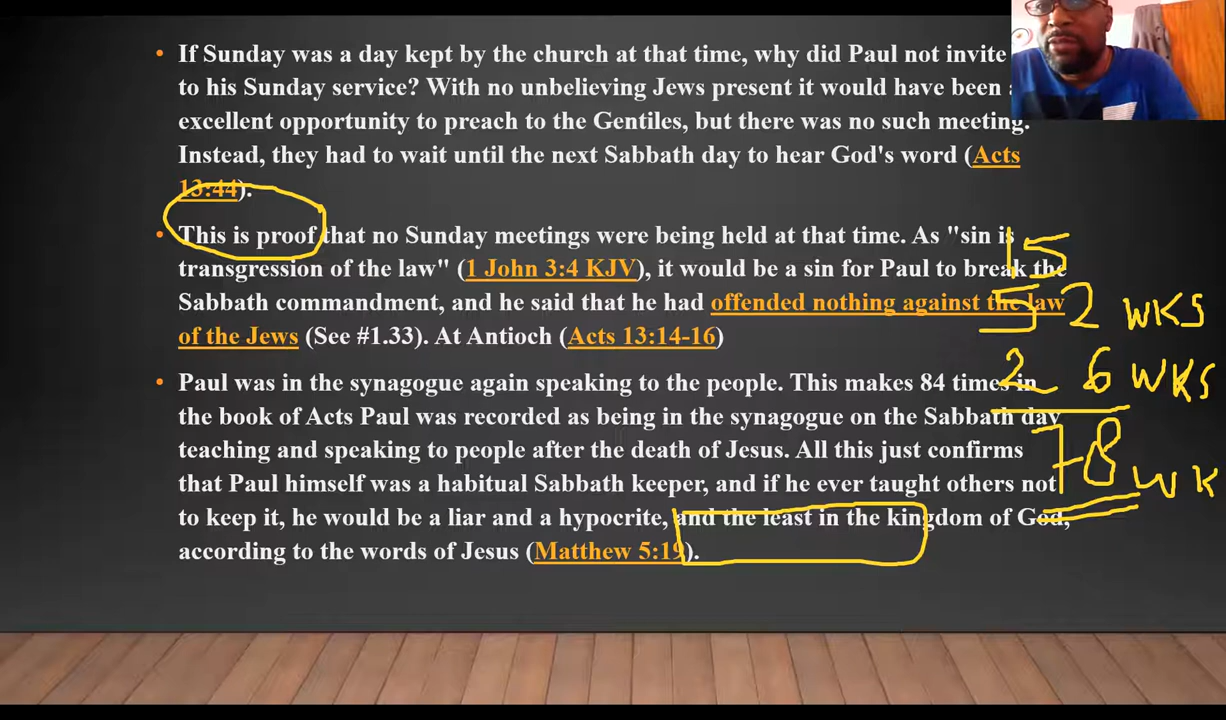 • If Sunday was a day kept by the church at that time, why did Paul not invite
to his Sunday service? With no unbelieving Jews present it would have been
excellent opportunity to preach to the Gentiles, but there was no such meeting.
Instead, they had to wait until the next Sabbath day to hear God's word (Acts
13:44).
• This is proof that no Sunday meetings were being held at that time. As "sin is
transgression of the law" (1 John 3:4 KJV), it would be a sin for Paul to break the
Sabbath commandment, and he said that he had offended nothing against the law
of the Jews (See #1.33). At Antioch (Acts 13:14-16)
• Paul was in the synagogue again speaking to the people. This makes 84 times in
the book of Acts Paul was recorded as being in the synagogue on the Sabbath day
teaching and speaking to people after the death of Jesus. All this just confirms
that Paul himself was a habitual Sabbath keeper, and if he ever taught others not
to keep it, he would be a liar and a hypocrite, and the least in the kingdom of God,
according to the words of Jesus (Matthew 5:19).
15
52 WKS
26 WKS
78 WK